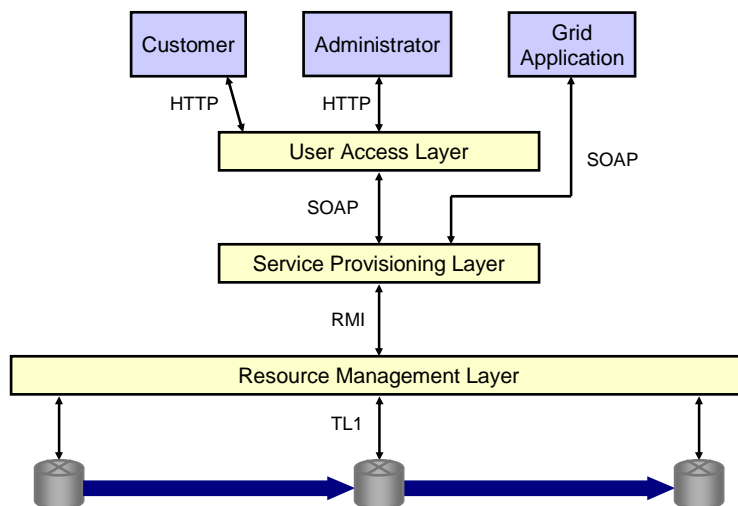 Customer
Administrator
Grid
Application
HTTP
HTTP
User Access Layer
SOAP
SOAP
Service Provisioning Layer
RMI
Resource Management Layer
TL1